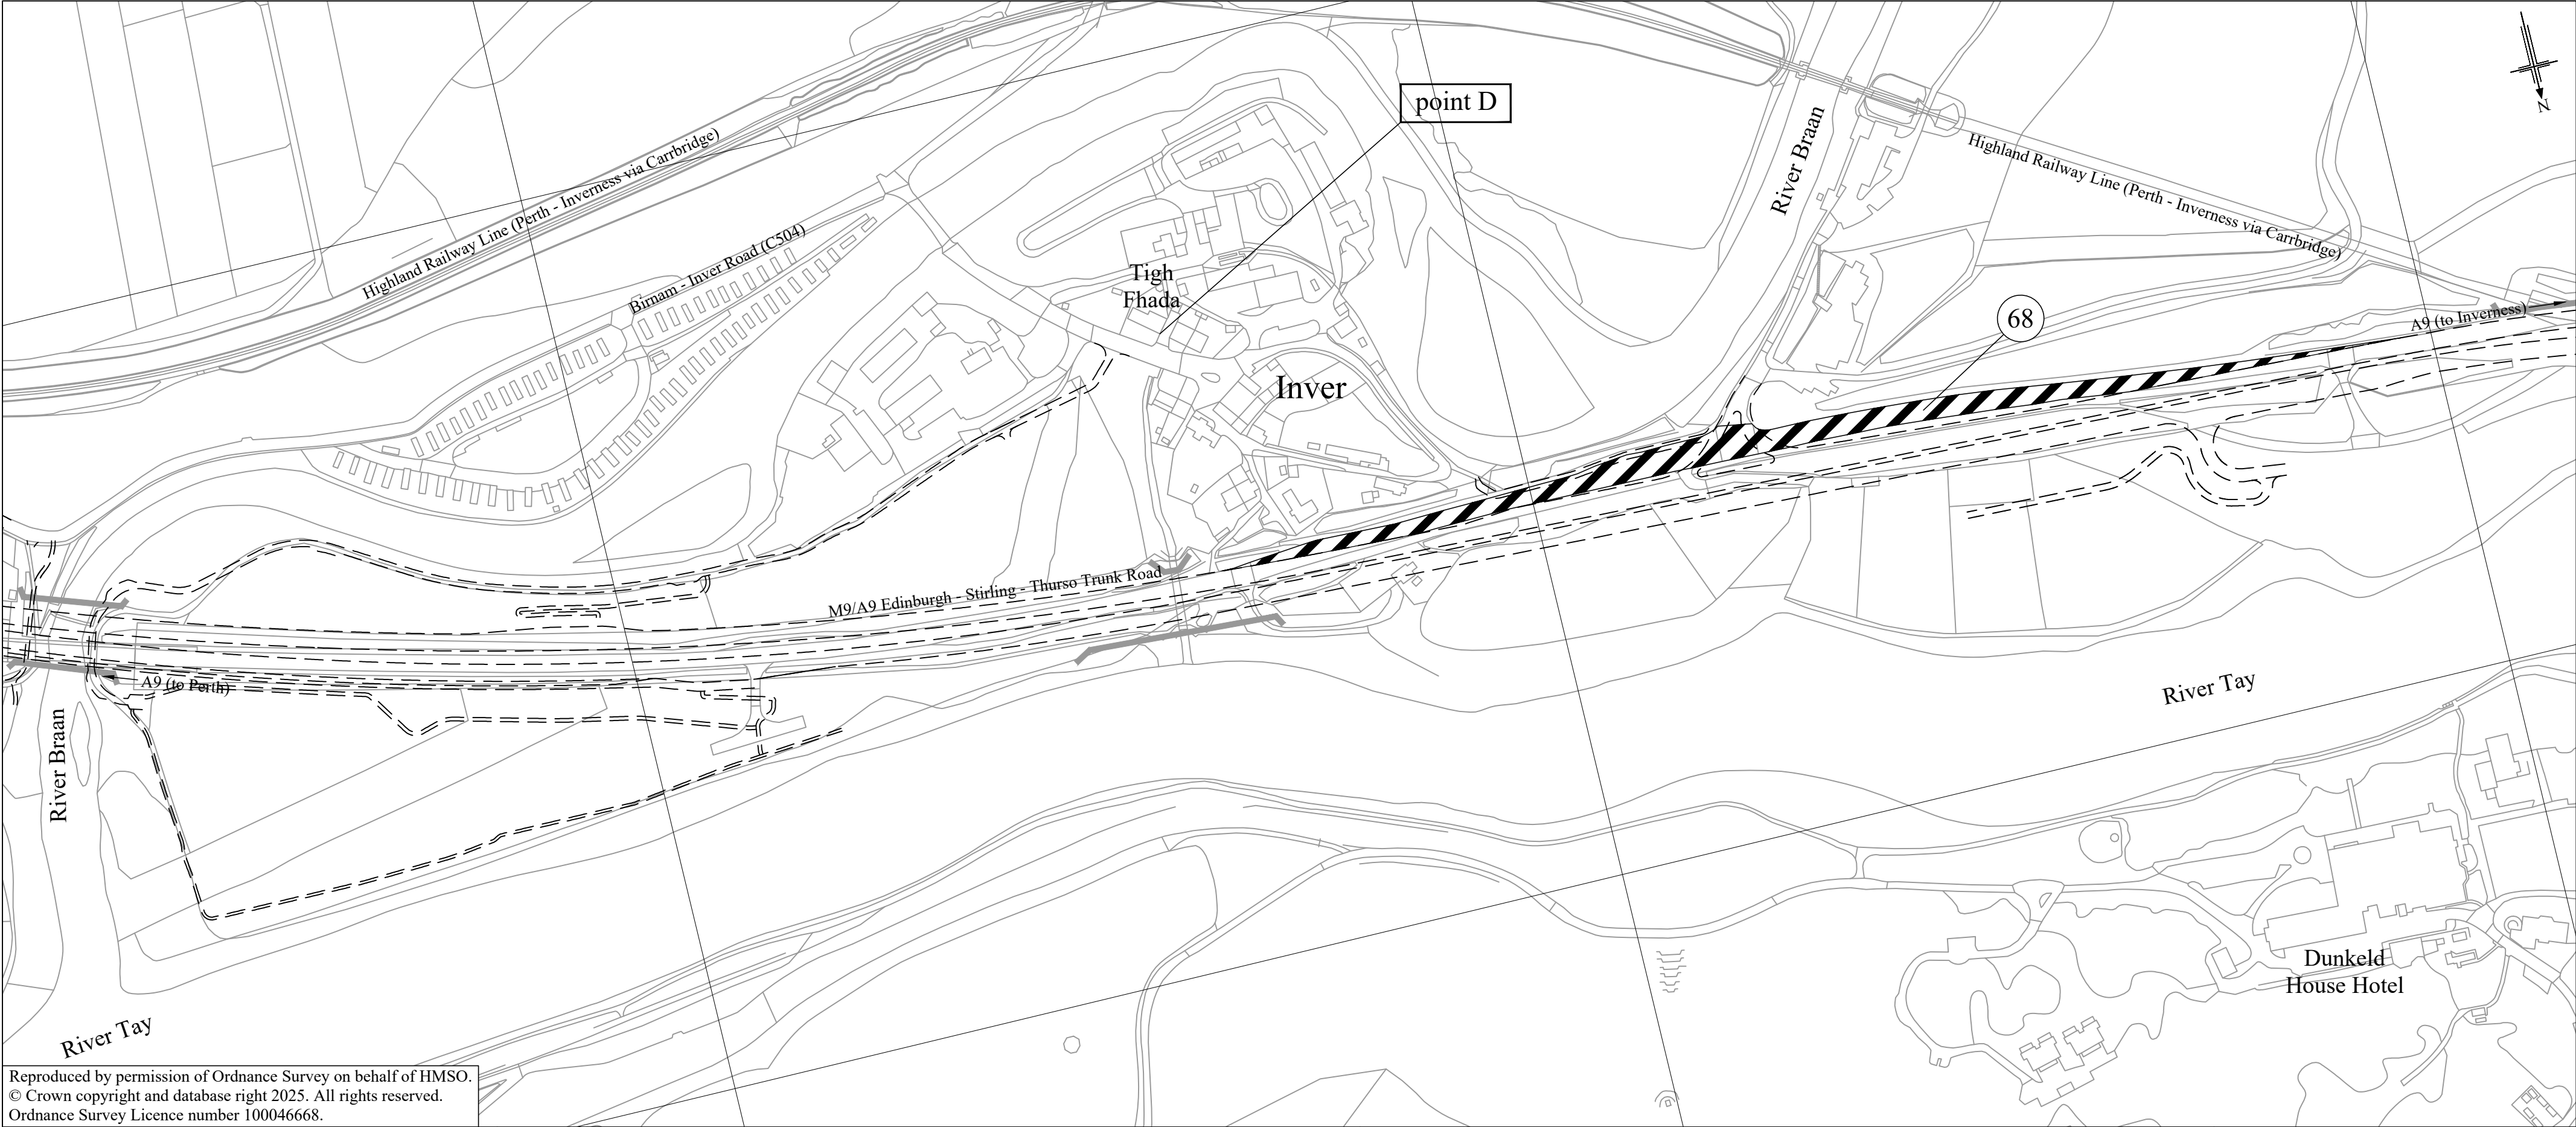 point D
N
River Braan
Highland Railway Line (Perth - Inverness via Carrbridge)
Highland Railway Line (Perth - Inverness via Carrbridge)
Birnam - Inver Road (C504)
Tigh
Fhada
68
A9 (to Inverness)
Inver
M9/A9 Edinburgh - Stirling - Thurso Trunk Road
A9 (to Perth)
River Tay
River Braan
Dunkeld
House Hotel
River Tay
Reproduced by permission of Ordnance Survey on behalf of HMSO.
© Crown copyright and database right 2025. All rights reserved.
Ordnance Survey Licence number 100046668.